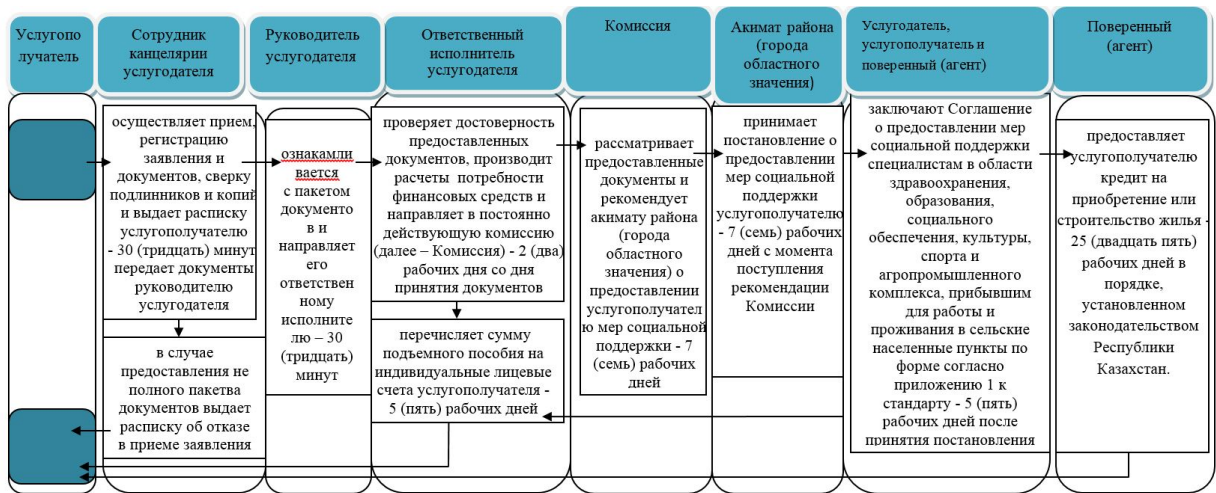 Услугопо
лучатель
Сотрудник
канцелярии
услугодателя
Руководитель
услугодателя
Ответственный
исполнитель
услугодателя
Комиссия
Акимат района
(города
областного
значения)
Услугодатель,
услугополучатель и
поверенный (агент)
Поверенный
(агент)
осуществляет прием,
регистрацию
заявления и
документов, сверку
подлинников и копий
и выдает расписку
услугополучателю
- 30 (тридцать) минут
передает документы
руководителю
услугодателя
в случае
предоставления не
полного пакетва
документов выдает
расписку об отказе
в приеме заявления
ознакамли
вается
с пакетом
документо
в и
направляет
его
ответствен
ному
исполните
лю – 30
(тридцать)
минут
проверяет достоверность
предоставленных
документов, производит
расчеты потребности
финансовых средств и
направляет в постоянно
действующую комиссию
(далее – Комиссия) - 2 (два)
рабочих дня со дня
принятия документов
перечисляет сумму
подъемного пособия на
индивидуальные лицевые
счета услугополучателя -
5 (пять) рабочих дней
рассматривает
предоставленные
документы и
рекомендует
акимату района
(города
областного
значения) о
предоставлении
услугополучател
ю мер социальной
поддержки - 7
(семь) рабочих
дней
принимает
постановление о
предоставлении
мер социальной
поддержки
услугополучателю
- 7 (семь) рабочих
дней с момента
поступления
рекомендации
Комиссии
заключают Соглашение
о предоставлении мер
социальной поддержки
специалистам в области
здравоохранения,
образования,
социального
обеспечения, культуры,
спорта и
агропромышленного
комплекса, прибывшим
для работы и
проживания в сельские
населенные пункты по
форме согласно
приложению 1 к
стандарту - 5 (пять)
рабочих дней после
принятия постановления
предоставляет
услугополучателю
кредит на
приобретение или
строительство жилья -
25 (двадцать пять)
рабочих дней в
порядке,
установленном
законодательством
Республики
Казахстан.